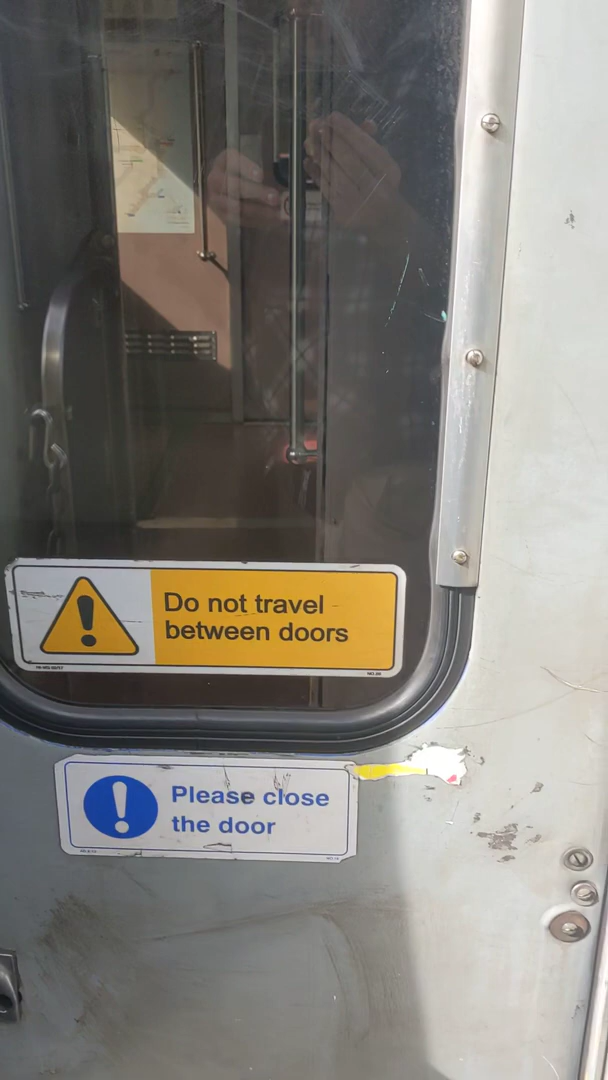 Do not travel
between doors
Please close
the door